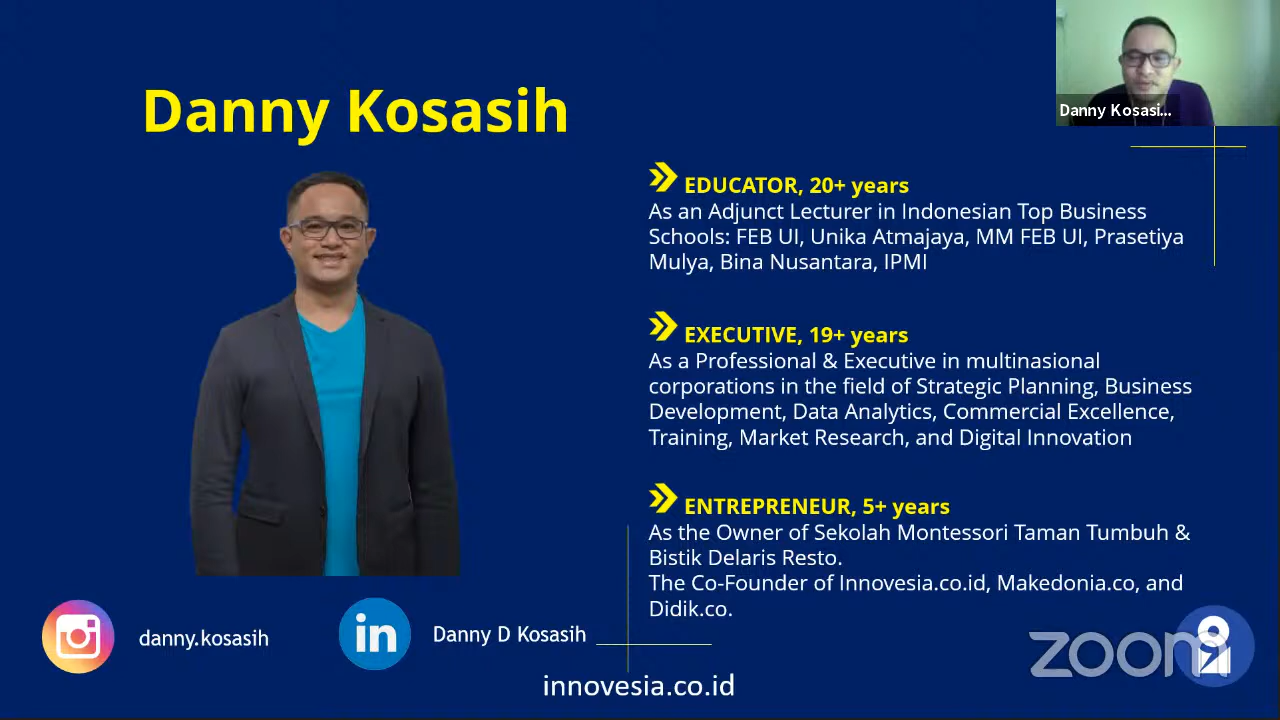 Danny Kosasih
Danny Kosasi...
EDUCATOR, 20+ years
As an Adjunct Lecturer in Indonesian Top Business
Schools: FEB UI, Unika Atmajaya, MM FEB UI, Prasetiya
Mulya, Bina Nusantara, IPMI
EXECUTIVE, 19+ years
As a Professional & Executive in multinasional
corporations in the field of Strategic Planning, Business
Development, Data Analytics, Commercial Excellence,
Training, Market Research, and Digital Innovation
ENTREPRENEUR, 5+ years
As the Owner of Sekolah Montessori Taman Tumbuh &
Bistik Delaris Resto.
The Co-Founder of Innovesia.co.id, Makedonia.co, and
Didik.co.
danny.kosasih
in
Danny D Kosasih
zoom
innovesia.co.id